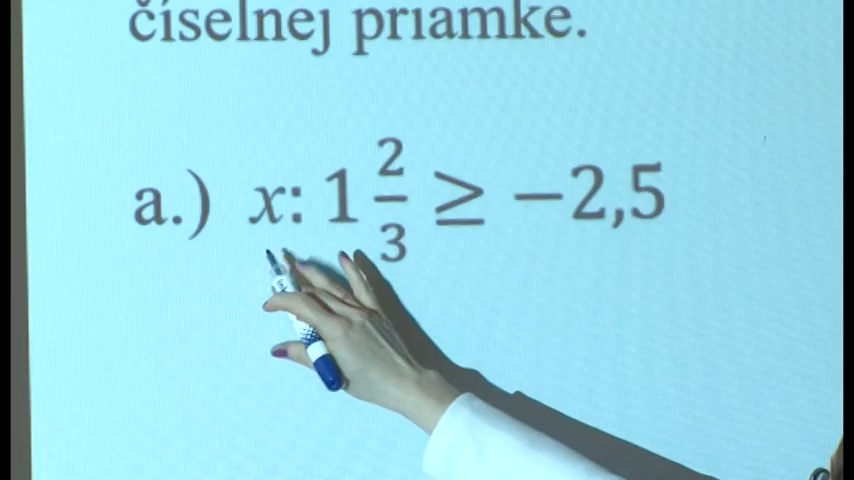 číselnej priamke.
a.) x: 1 2/3 ≥ −2,5